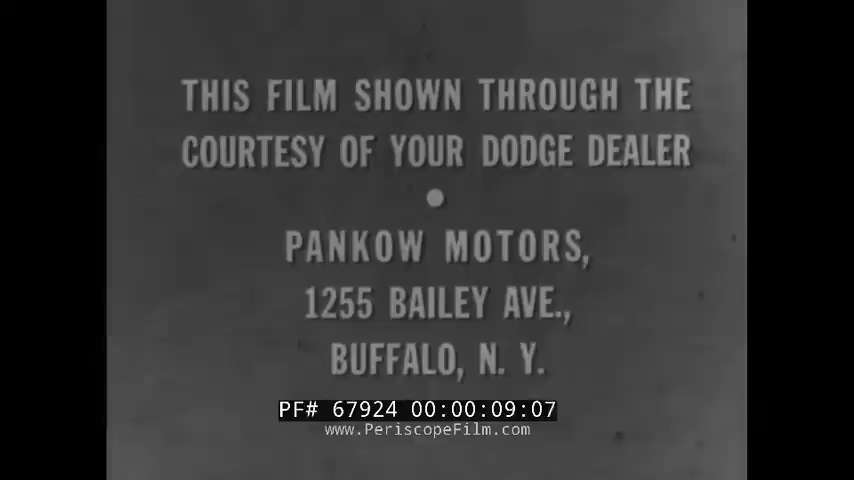 THIS FILM SHOWN THROUGH THE
COURTESY OF YOUR DODGE DEALER
PANKOW MOTORS,
1255 BAILEY AVE.,
BUFFALO, N. Y.
PF# 67924 00:00:09:07
www.PeriscopeFilm.com